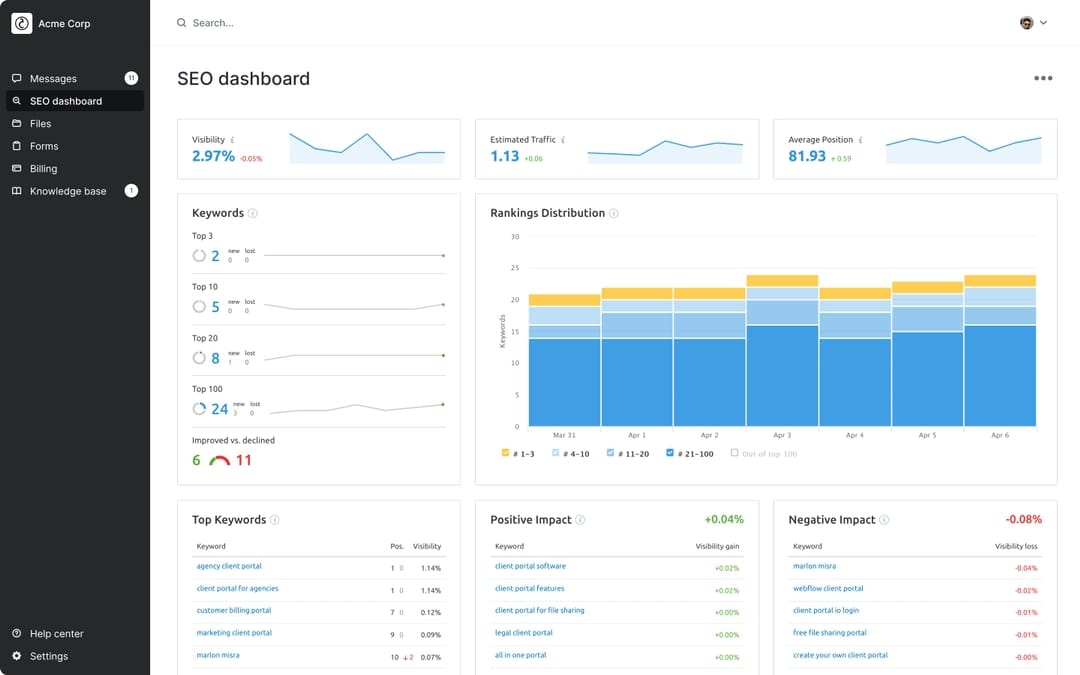 Acme Corp
Search...
Messages 11
SEO dashboard
Files
Forms
Billing
Knowledge base 1
Help center
Settings
SEO dashboard
Visibility i
2.97% -0.05%
Estimated Traffic i
1.13 +0.06
Average Position i
81.93 +0.59
Keywords i
Top 3
2 new 0 lost 0
Top 10
5 new 0 lost 0
Top 20
8 new 1 lost 0
Top 100
24 new 3 lost 0
Improved vs. declined
6 11
Rankings Distribution i
Keywords
30
25
20
15
10
5
0
Mar 31 Apr 1 Apr 2 Apr 3 Apr 4 Apr 5 Apr 6
# 1-3 # 4-10 # 11-20 # 21-100 Out of top 100
Top Keywords i
Keyword Pos. Visibility
agency client portal 1 0 1.14%
client portal for agencies 1 0 1.14%
customer billing portal 7 0 0.12%
marketing client portal 9 0 0.09%
marlon misra 10 ↓2 0.07%
Positive Impact i +0.04%
Keyword Visibility gain
client portal software +0.02%
client portal features +0.02%
client portal for file sharing +0.00%
legal client portal +0.00%
all in one portal +0.00%
Negative Impact i -0.08%
Keyword Visibility loss
marlon misra -0.04%
webflow client portal -0.02%
client portal io login -0.01%
free file sharing portal -0.01%
create your own client portal -0.00%